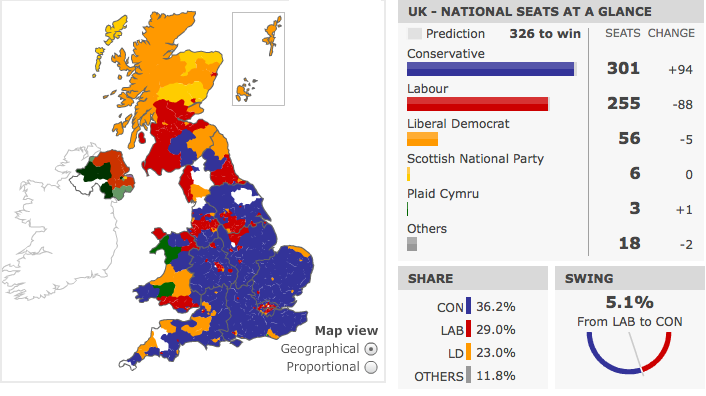 Map view
Geographical
Proportional
UK - NATIONAL SEATS AT A GLANCE
Prediction 326 to win SEATS CHANGE
Conservative
301 +94
Labour
255 -88
Liberal Democrat
56 -5
Scottish National Party
6 0
Plaid Cymru
3 +1
Others
18 -2
SHARE
CON 36.2%
LAB 29.0%
LD 23.0%
OTHERS 11.8%
SWING
5.1%
From LAB to CON